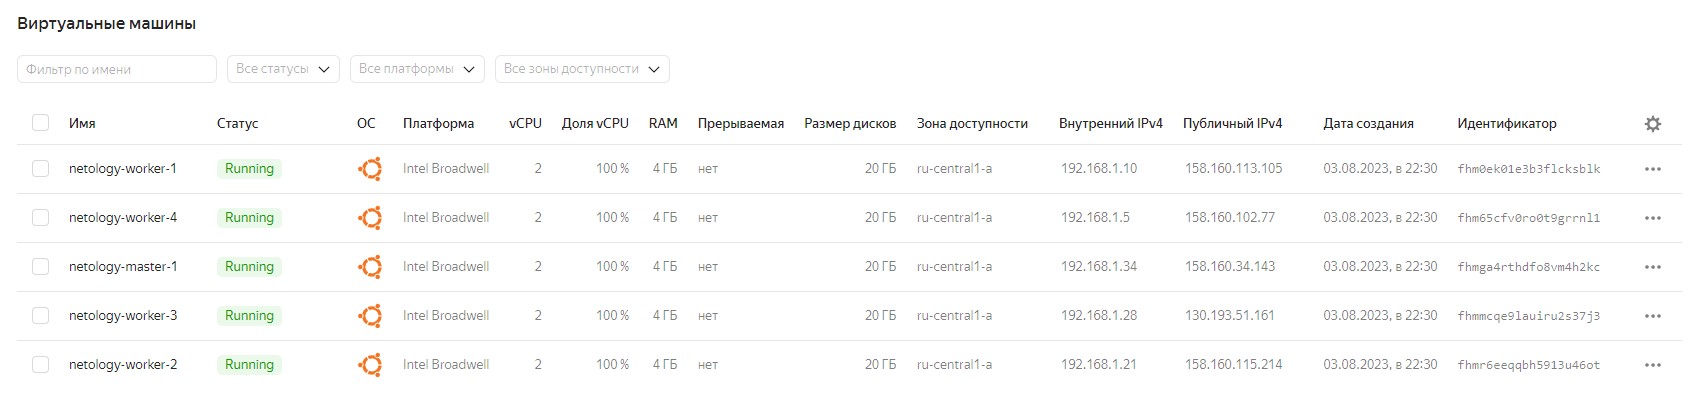 Виртуальные машины
Фильтр по имени Все статусы Все платформы Все зоны доступности
Имя Статус ОС Платформа vCPU Доля vCPU RAM Прерываемая Размер дисков Зона доступности Внутренний IPv4 Публичный IPv4 Дата создания Идентификатор
netology-worker-1 Running Intel Broadwell 2 100 % 4 ГБ нет 20 ГБ ru-central1-a 192.168.1.10 158.160.113.105 03.08.2023, в 22:30 fhm0ek01e3b3flcksblk
netology-worker-4 Running Intel Broadwell 2 100 % 4 ГБ нет 20 ГБ ru-central1-a 192.168.1.5 158.160.102.77 03.08.2023, в 22:30 fhm65cfv0ro0t9grrnl1
netology-master-1 Running Intel Broadwell 2 100 % 4 ГБ нет 20 ГБ ru-central1-a 192.168.1.34 158.160.34.143 03.08.2023, в 22:30 fhmga4rthdfo8vm4h2kc
netology-worker-3 Running Intel Broadwell 2 100 % 4 ГБ нет 20 ГБ ru-central1-a 192.168.1.28 130.193.51.161 03.08.2023, в 22:30 fhmmcqe9lauiru2s37j3
netology-worker-2 Running Intel Broadwell 2 100 % 4 ГБ нет 20 ГБ ru-central1-a 192.168.1.21 158.160.115.214 03.08.2023, в 22:30 fhmr6eeqqbh5913u46ot